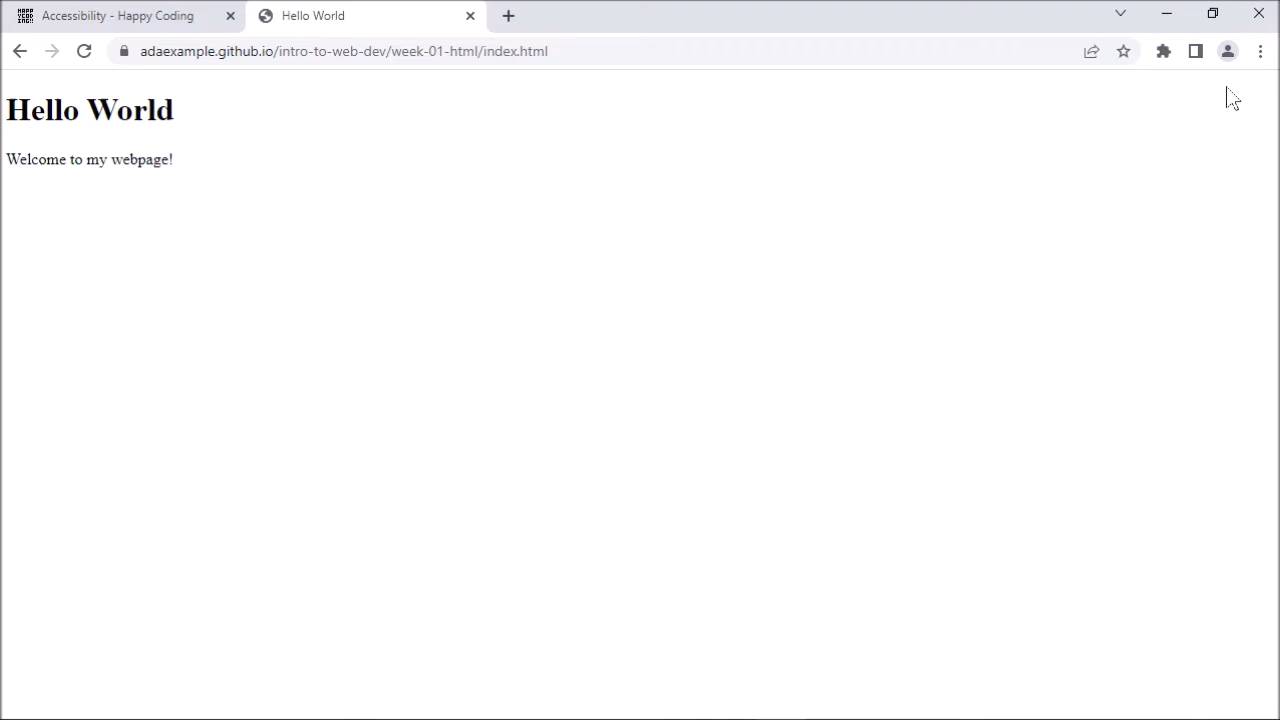 Accessibility - Happy Coding
Hello World
adaexample.github.io/intro-to-web-dev/week-01-html/index.html
Hello World
Welcome to my webpage!